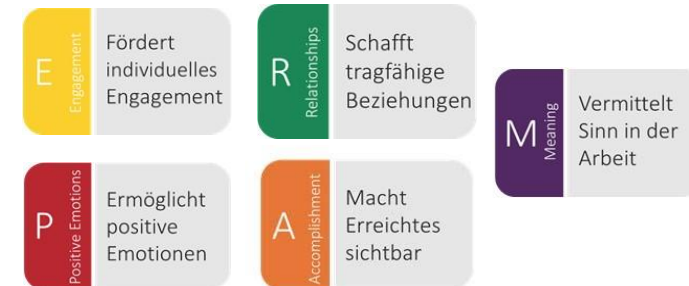 E
Engagement
Fördert
individuelles
Engagement
R
Relationships
Schafft
tragfähige
Beziehungen
M
Meaning
Vermittelt
Sinn in der
Arbeit
P
Positive Emotions
Ermöglicht
positive
Emotionen
A
Accomplishment
Macht
Erreichtes
sichtbar